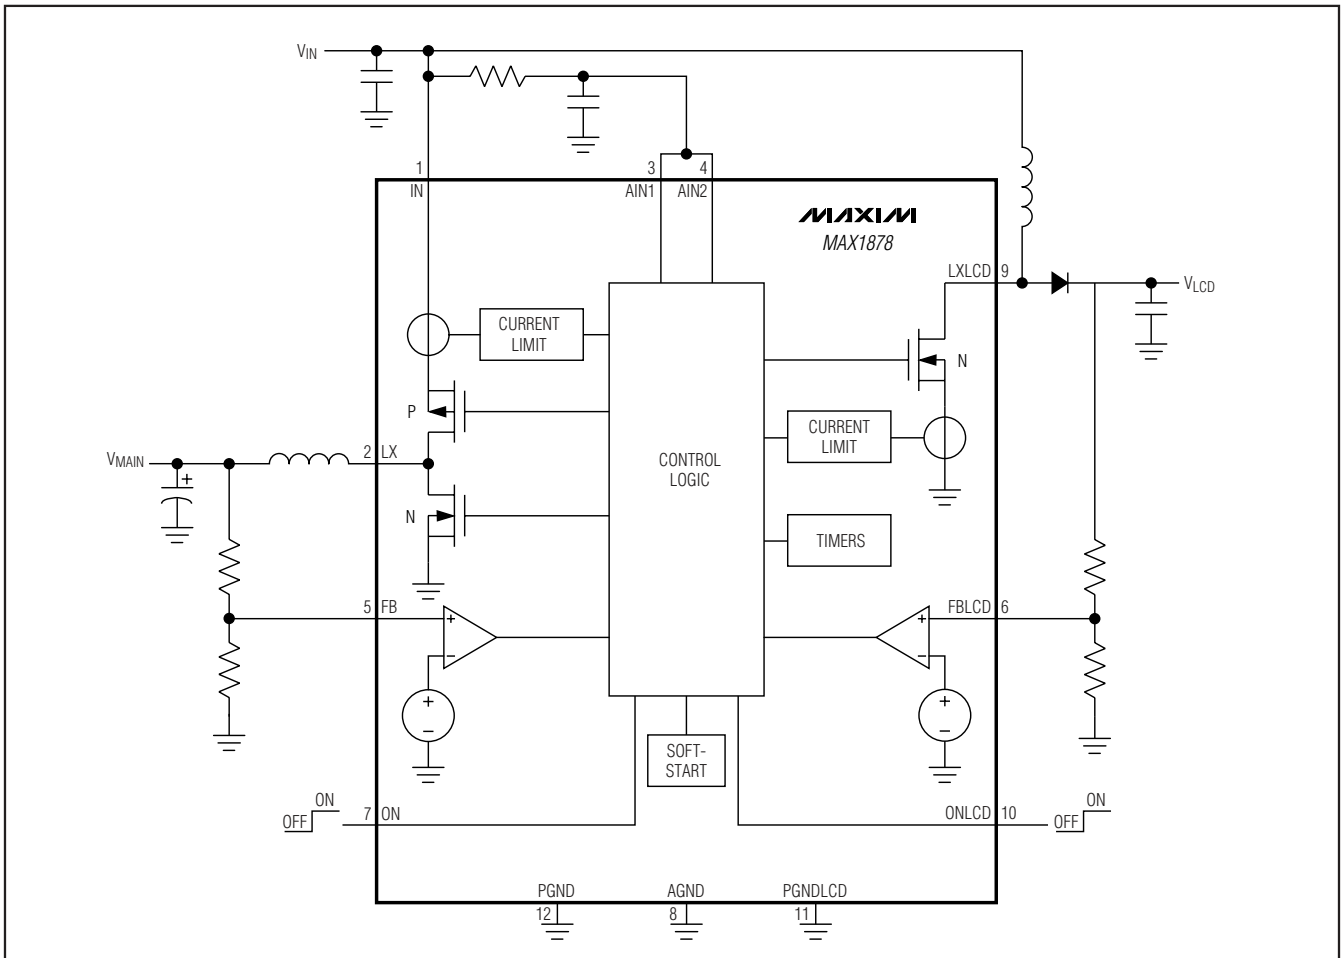 VIN
1
IN
3
4
AIN1
AIN2
MAXIM
MAX1878
LXLCD
9
VLCD
CURRENT
LIMIT
P
N
CURRENT
LIMIT
VMAIN
2
LX
+
CONTROL
LOGIC
N
TIMERS
5
FB
+
−
FBLCD
6
+
−
+
−
+
−
SOFT-
START
ON
OFF
7
ON
ONLCD
10
ON
OFF
PGND
12
AGND
8
PGNDLCD
11